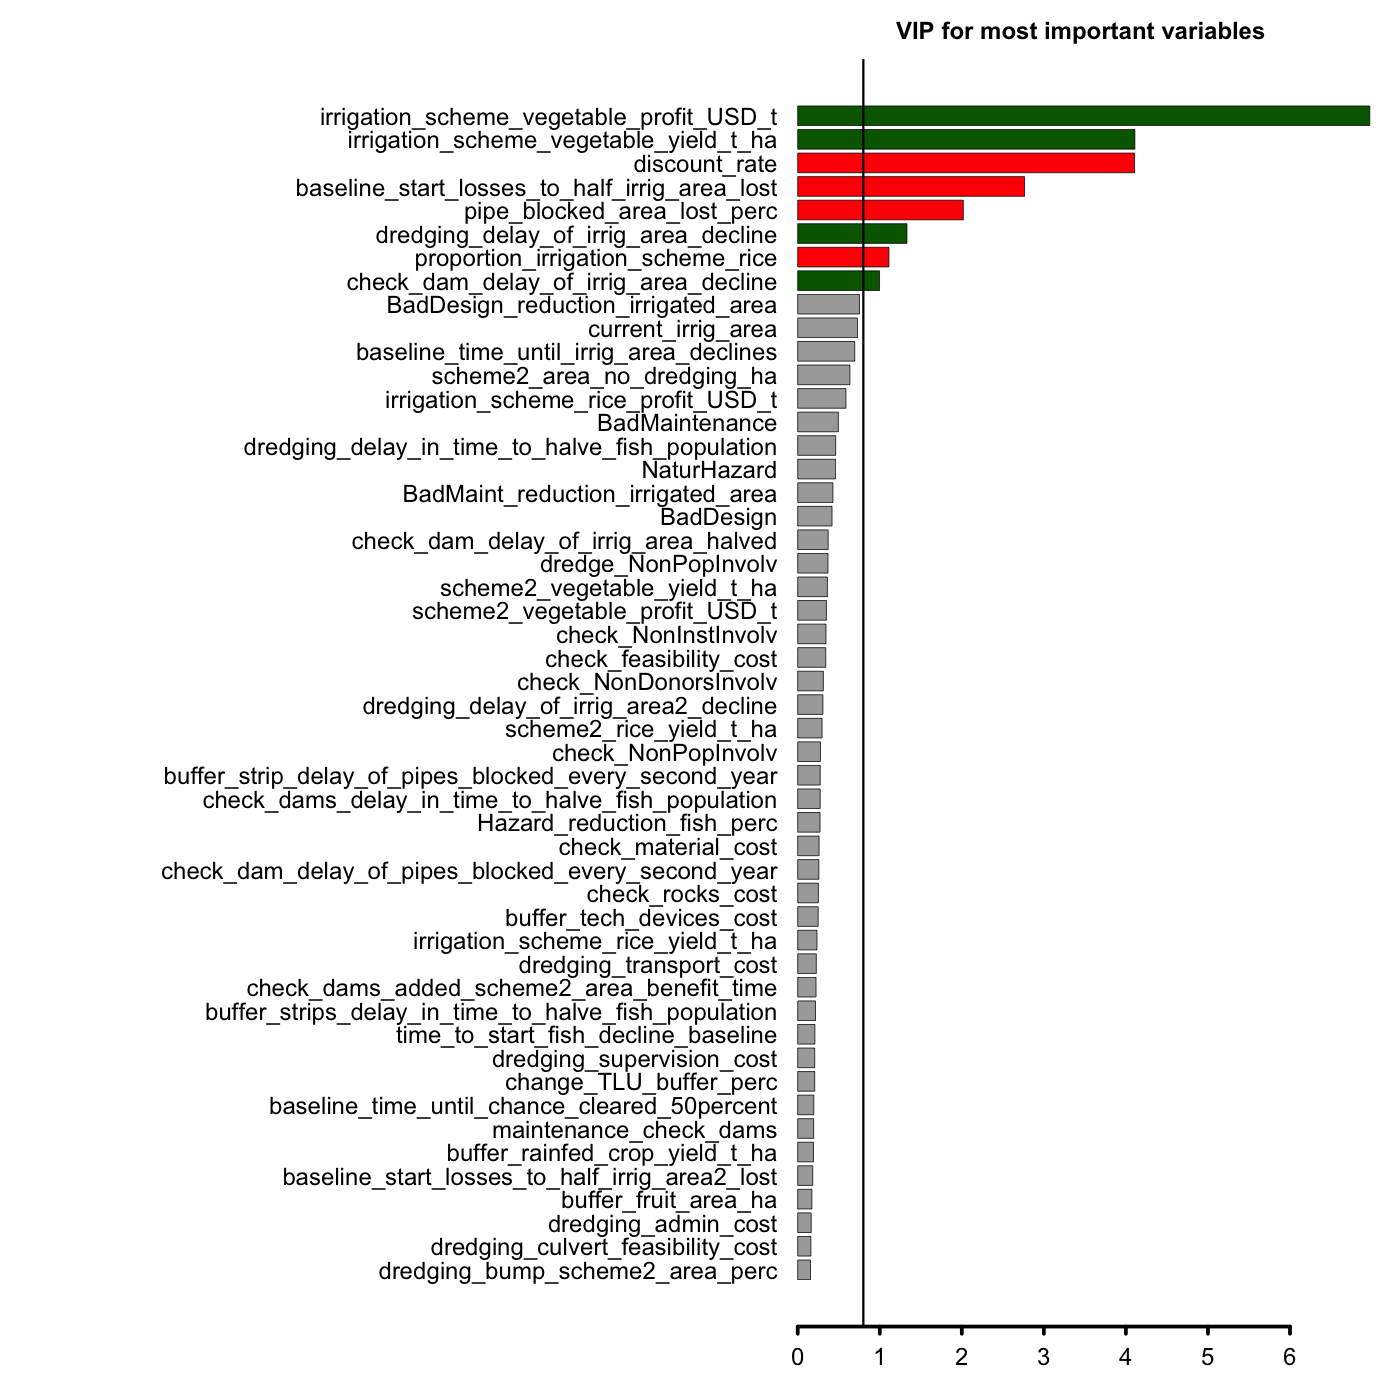 VIP for most important variables
irrigation_scheme_vegetable_profit_USD_t
irrigation_scheme_vegetable_yield_t_ha
discount_rate
baseline_start_losses_to_half_irrig_area_lost
pipe_blocked_area_lost_perc
dredging_delay_of_irrig_area_decline
proportion_irrigation_scheme_rice
check_dam_delay_of_irrig_area_decline
BadDesign_reduction_irrigated_area
current_irrig_area
baseline_time_until_irrig_area_declines
scheme2_area_no_dredging_ha
irrigation_scheme_rice_profit_USD_t
BadMaintenance
dredging_delay_in_time_to_halve_fish_population
NaturHazard
BadMaint_reduction_irrigated_area
BadDesign
check_dam_delay_of_irrig_area_halved
dredge_NonPopInvolv
scheme2_vegetable_yield_t_ha
scheme2_vegetable_profit_USD_t
check_NonInstInvolv
check_feasibility_cost
check_NonDonorsInvolv
dredging_delay_of_irrig_area2_decline
scheme2_rice_yield_t_ha
check_NonPopInvolv
buffer_strip_delay_of_pipes_blocked_every_second_year
check_dams_delay_in_time_to_halve_fish_population
Hazard_reduction_fish_perc
check_material_cost
check_dam_delay_of_pipes_blocked_every_second_year
check_rocks_cost
buffer_tech_devices_cost
irrigation_scheme_rice_yield_t_ha
dredging_transport_cost
check_dams_added_scheme2_area_benefit_time
buffer_strips_delay_in_time_to_halve_fish_population
time_to_start_fish_decline_baseline
dredging_supervision_cost
change_TLU_buffer_perc
baseline_time_until_chance_cleared_50percent
maintenance_check_dams
buffer_rainfed_crop_yield_t_ha
baseline_start_losses_to_half_irrig_area2_lost
buffer_fruit_area_ha
dredging_admin_cost
dredging_culvert_feasibility_cost
dredging_bump_scheme2_area_perc
0 1 2 3 4 5 6